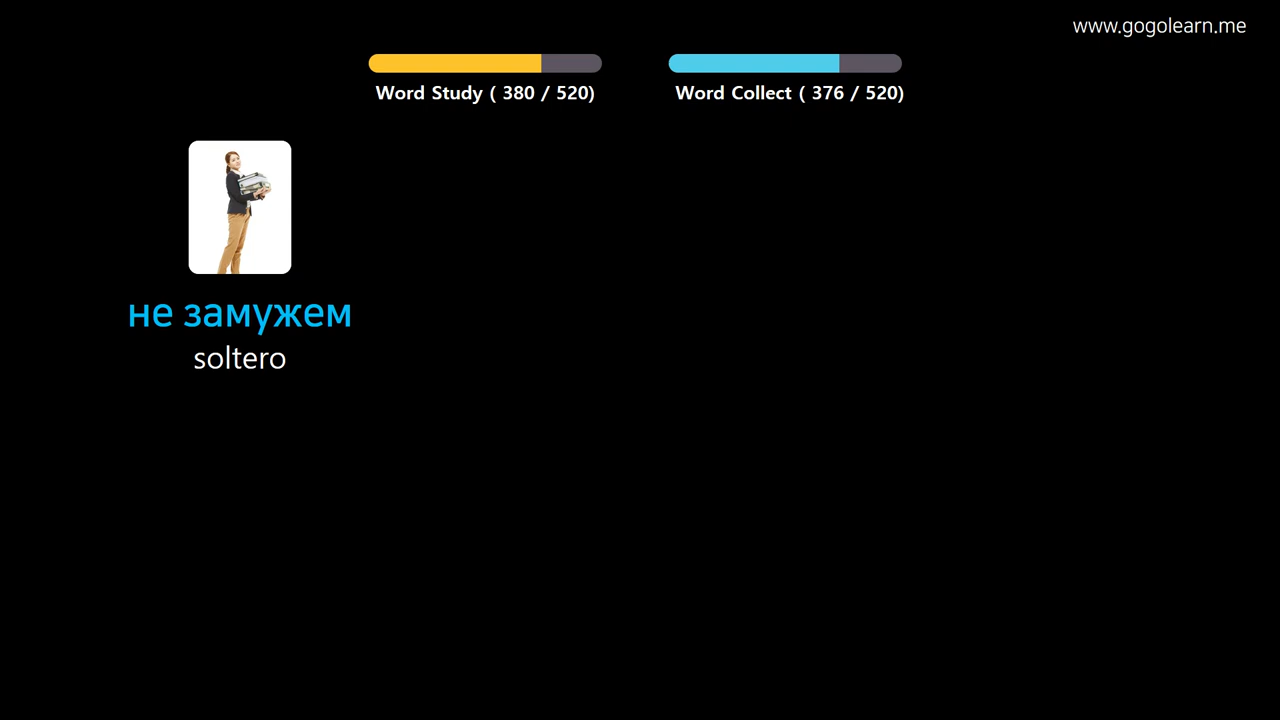 www.gogolearn.me
Word Study ( 380 / 520)
Word Collect ( 376 / 520)
не замужем
soltero